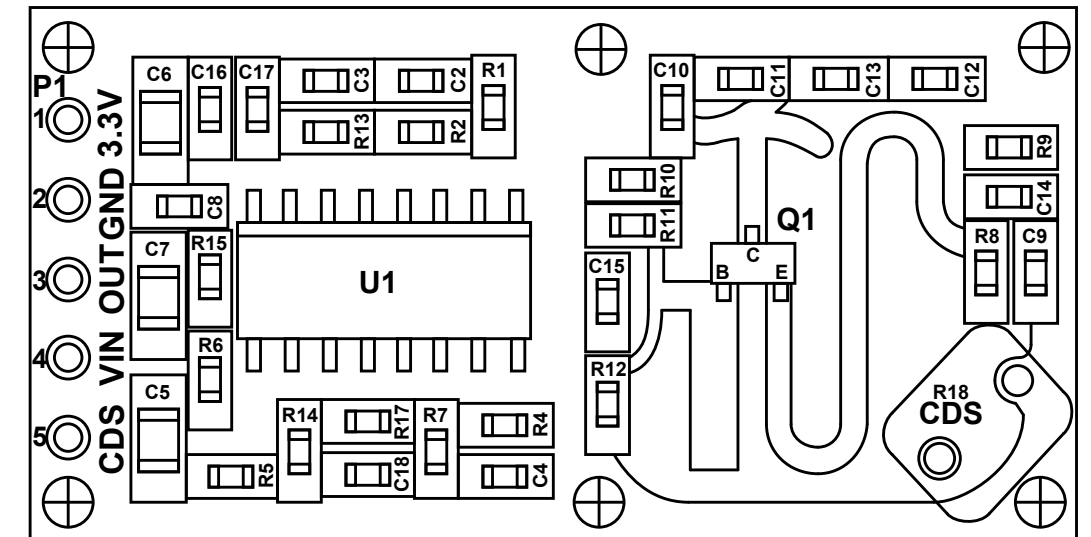 P1
1
2
3
4
5
3.3V
GND
OUT
VIN
CDS
C6
C16
C17
C3
C2
R1
R13
R2
C8
C7
R15
U1
R6
C5
R14
R17
R7
R4
R5
C18
C4
C10
C11
C13
C12
R9
R10
C14
R11
Q1
R8
C9
C
B
E
C15
R12
R18
CDS